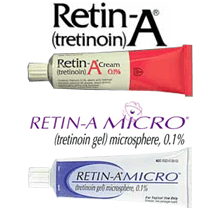 Retin-A®
(tretinoin)
Retin-A Cream
(tretinoin) 0.1%
RETIN-A MICRO®
(tretinoin gel) microsphere, 0.1%
RETIN-A MICRO®
(tretinoin gel) microsphere, 0.1%
For Topical Use Only